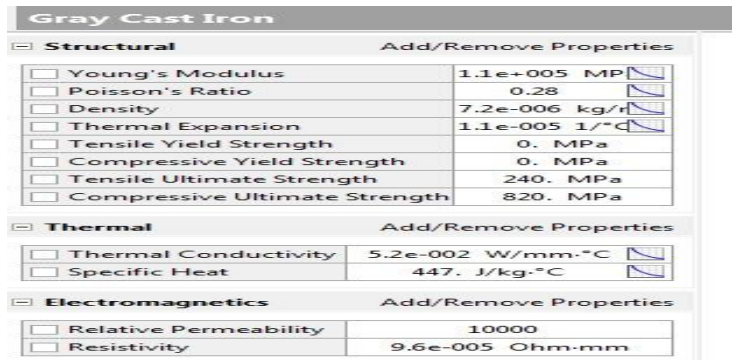 Gray Cast Iron
Structural Add/Remove Properties
Young's Modulus 1.1e+005 MP
Poisson's Ratio 0.28
Density 7.2e-006 kg/r
Thermal Expansion 1.1e-005 1/°C
Tensile Yield Strength 0. MPa
Compressive Yield Strength 0. MPa
Tensile Ultimate Strength 240. MPa
Compressive Ultimate Strength 820. MPa
Thermal Add/Remove Properties
Thermal Conductivity 5.2e-002 W/mm·°C
Specific Heat 447. J/kg·°C
Electromagnetics Add/Remove Properties
Relative Permeability 10000
Resistivity 9.6e-005 Ohm·mm